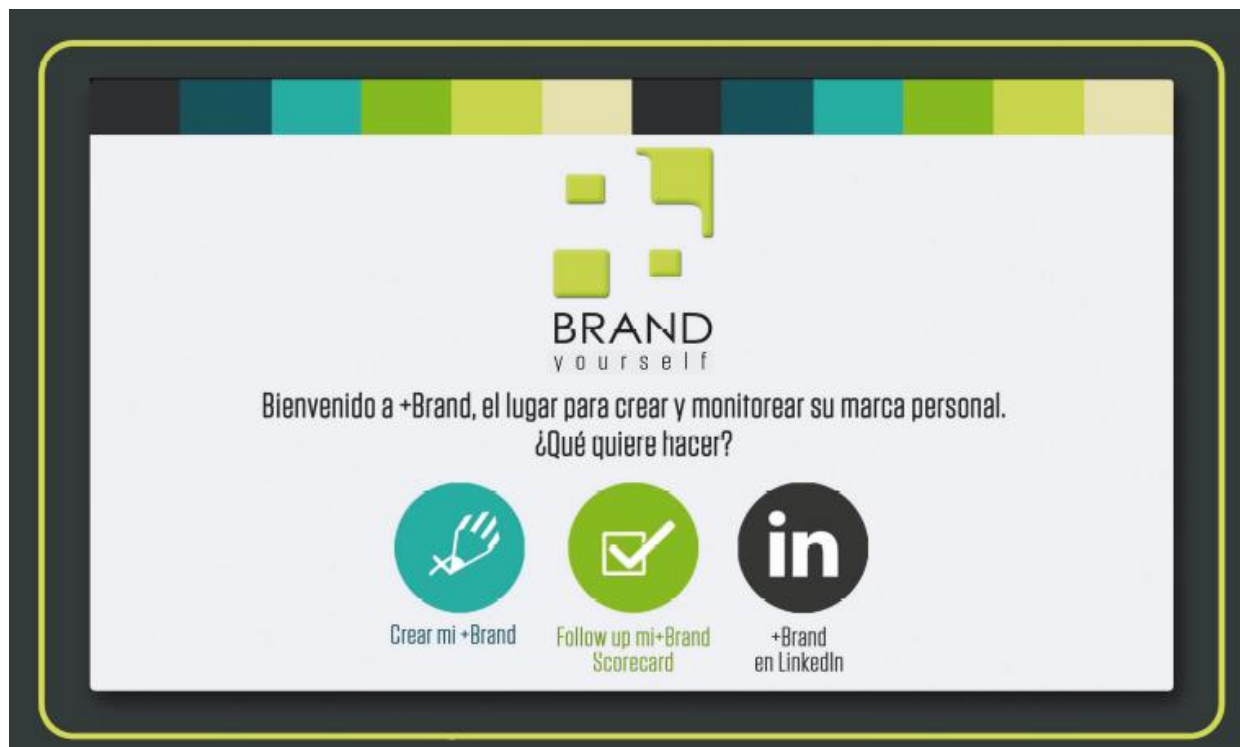 BRAND
yourself
Bienvenido a +Brand, el lugar para crear y monitorear su marca personal.
¿Qué quiere hacer?
in
Crear mi +Brand
Follow up mi+Brand
Scorecard
+Brand
en LinkedIn